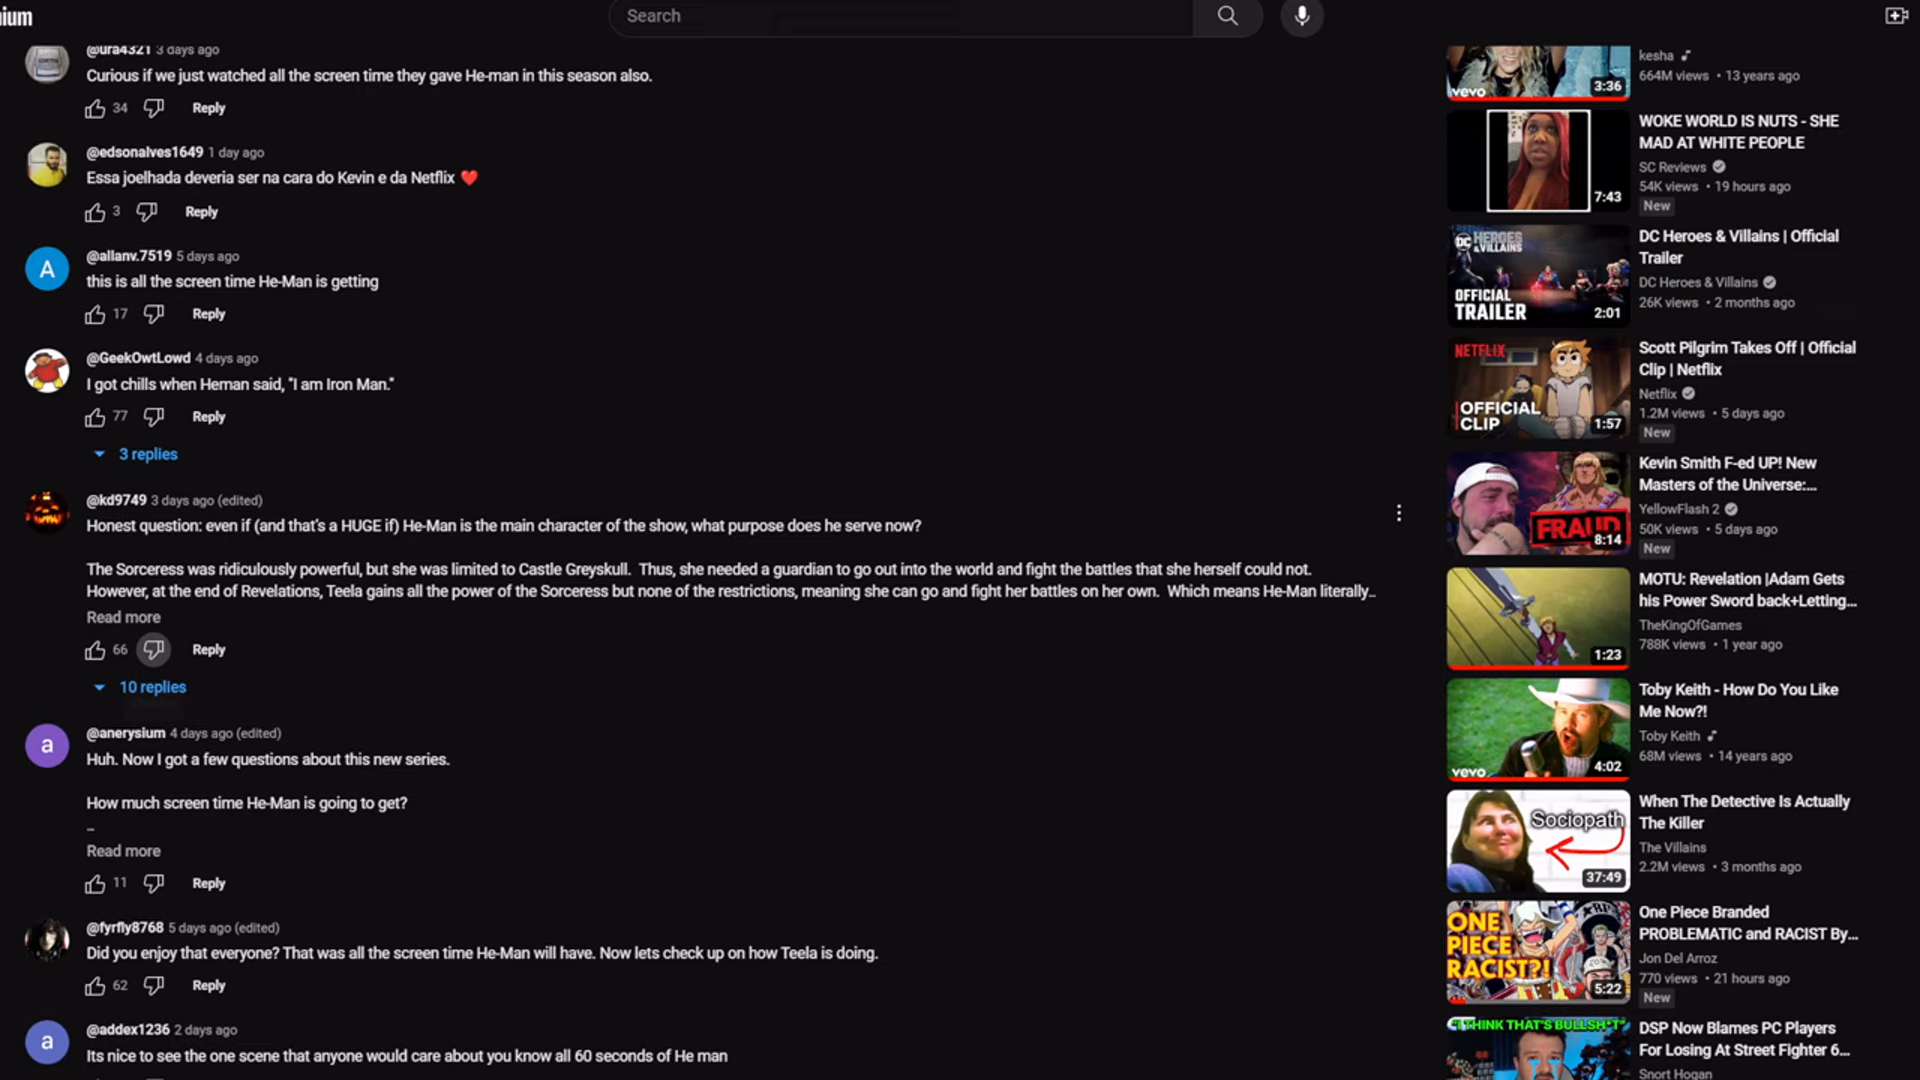 ium
Search
@ura4321 3 days ago
Curious if we just watched all the screen time they gave He-man in this season also.
34 Reply
@edsonalves1649 1 day ago
Essa joelhada deveria ser na cara do Kevin e da Netflix ❤️
3 Reply
A
@allanv.7519 5 days ago
this is all the screen time He-Man is getting
17 Reply
@GeekOwtLowd 4 days ago
I got chills when Heman said, "I am Iron Man."
77 Reply
3 replies
@kd9749 3 days ago (edited)
Honest question: even if (and that's a HUGE if) He-Man is the main character of the show, what purpose does he serve now?
The Sorceress was ridiculously powerful, but she was limited to Castle Greyskull.  Thus, she needed a guardian to go out into the world and fight the battles that she herself could not.
However, at the end of Revelations, Teela gains all the power of the Sorceress but none of the restrictions, meaning she can go and fight her battles on her own.  Which means He-Man literally...
Read more
66 Reply
10 replies
a
@anerysium 4 days ago (edited)
Huh. Now I got a few questions about this new series.
How much screen time He-Man is going to get?
...
Read more
11 Reply
@fyrfly8768 5 days ago (edited)
Did you enjoy that everyone? That was all the screen time He-Man will have. Now lets check up on how Teela is doing.
62 Reply
a
@addex1236 2 days ago
Its nice to see the one scene that anyone would care about you know all 60 seconds of He man
vevo
3:36
kesha
664M views • 13 years ago
7:43
WOKE WORLD IS NUTS - SHE
MAD AT WHITE PEOPLE
SC Reviews
54K views • 19 hours ago
New
DC HEROES
& VILLAINS
OFFICIAL
TRAILER
2:01
DC Heroes & Villains | Official
Trailer
DC Heroes & Villains
26K views • 2 months ago
NETFLIX
OFFICIAL
CLIP
1:57
Scott Pilgrim Takes Off | Official
Clip | Netflix
Netflix
1.2M views • 5 days ago
New
FRAUD
8:14
Kevin Smith F-ed UP! New
Masters of the Universe:...
YellowFlash 2
50K views • 5 days ago
New
1:23
MOTU: Revelation |Adam Gets
his Power Sword back+Letting...
TheKingOfGames
788K views • 1 year ago
vevo
4:02
Toby Keith - How Do You Like
Me Now?!
Toby Keith
68M views • 14 years ago
Sociopath
37:49
When The Detective Is Actually
The Killer
The Villains
2.2M views • 3 months ago
ONE
PIECE
RACIST?!
5:22
One Piece Branded
PROBLEMATIC and RACIST By...
Jon Del Arroz
770 views • 21 hours ago
New
"I THINK THAT'S BULLSH*T"
DSP Now Blames PC Players
For Losing At Street Fighter 6...
Snort Hogan